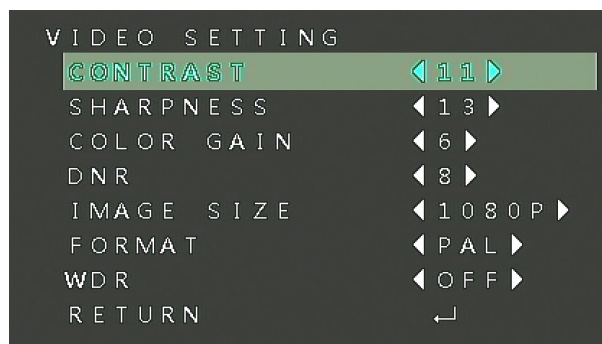 VIDEO SETTING
CONTRAST 11
SHARPNESS 13
COLOR GAIN 6
DNR 8
IMAGE SIZE 1080P
FORMAT PAL
WDR OFF
RETURN